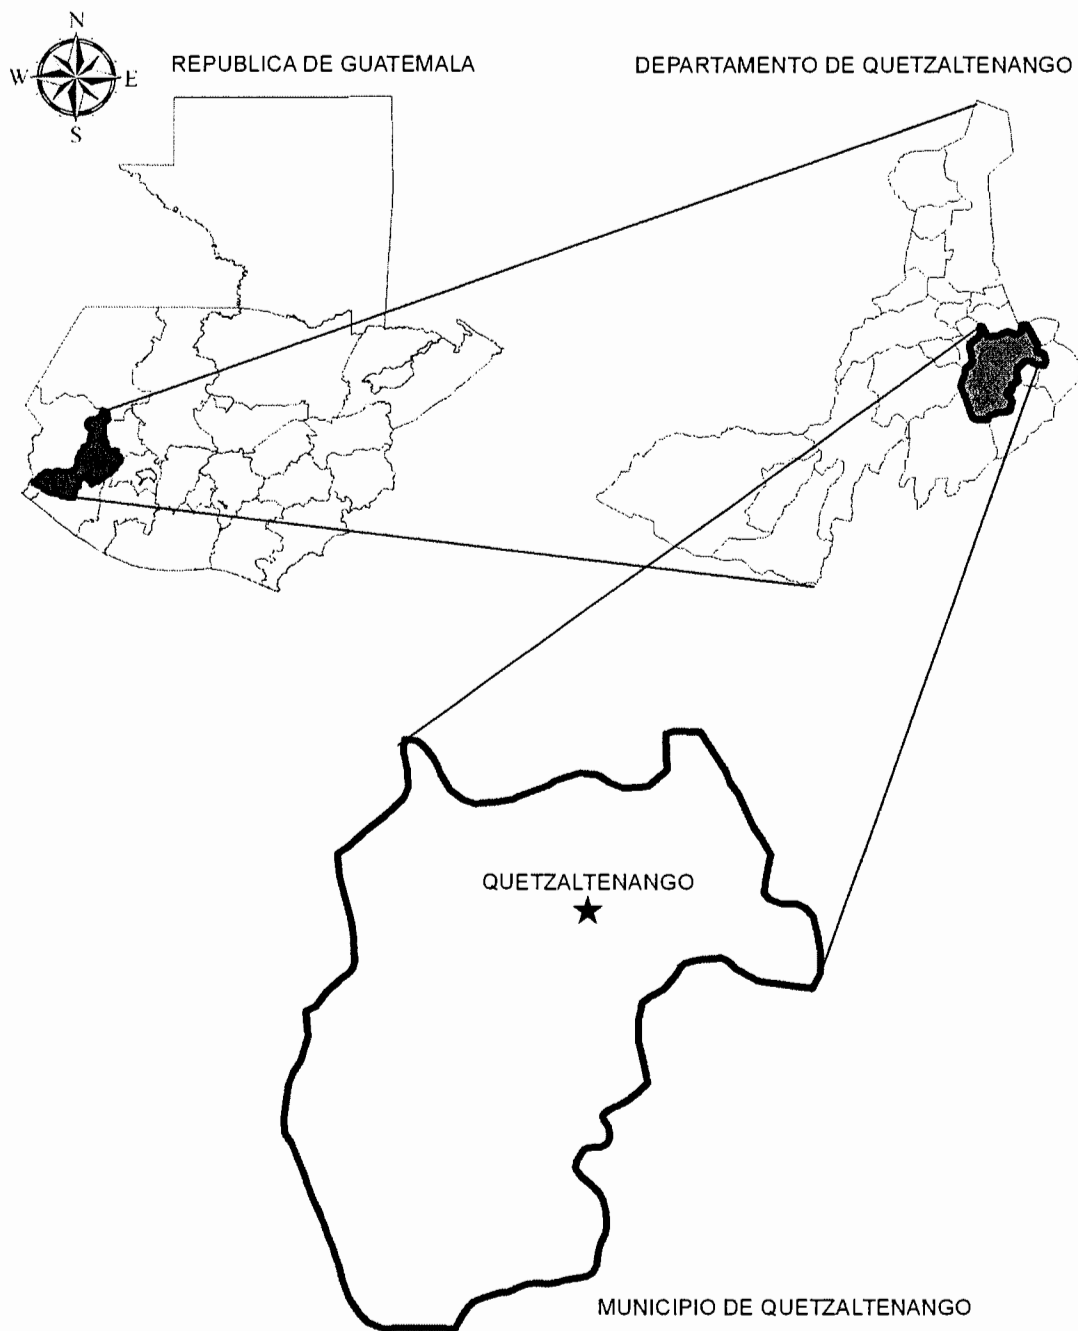 N
W E
S
REPUBLICA DE GUATEMALA
DEPARTAMENTO DE QUETZALTENANGO
QUETZALTENANGO
MUNICIPIO DE QUETZALTENANGO